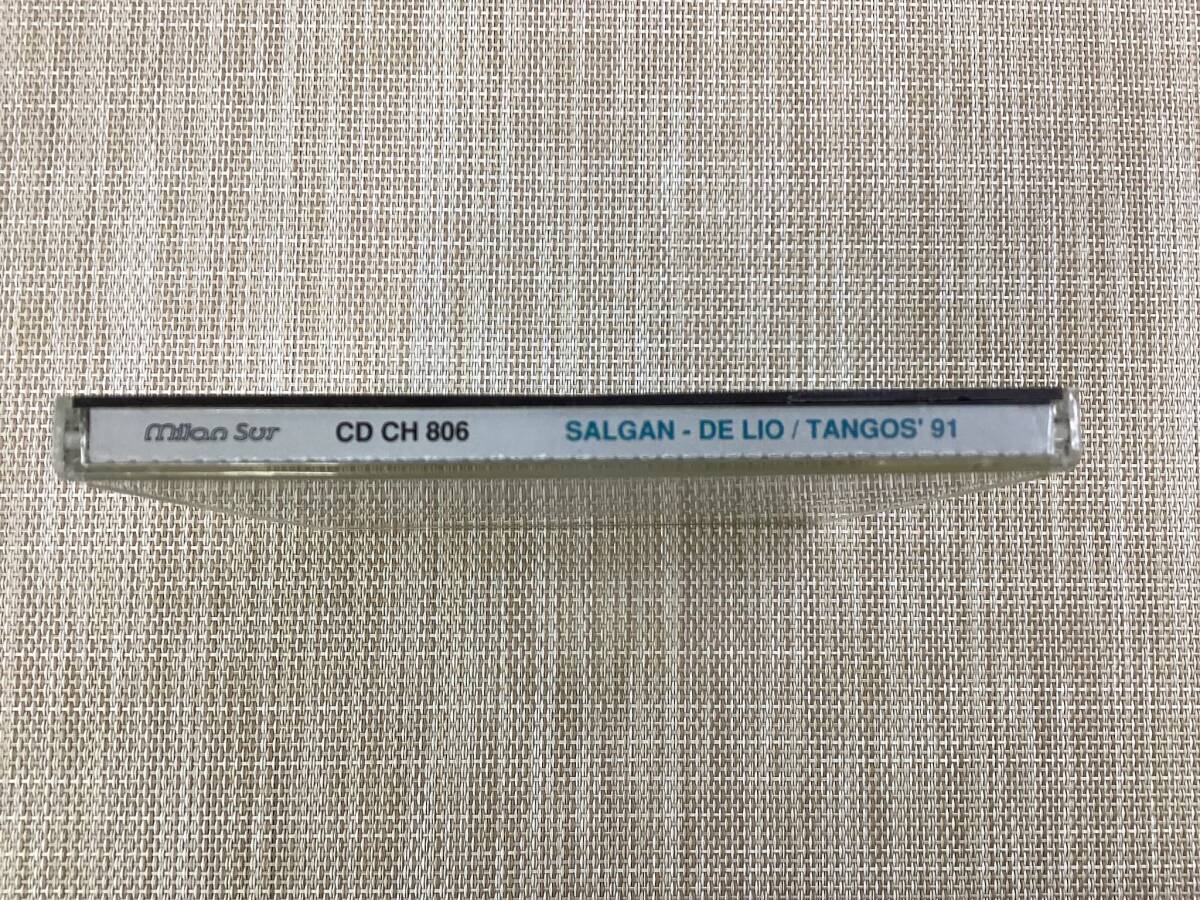 Milan Sur CD CH 806 SALGAN - DE LIO / TANGOS' 91